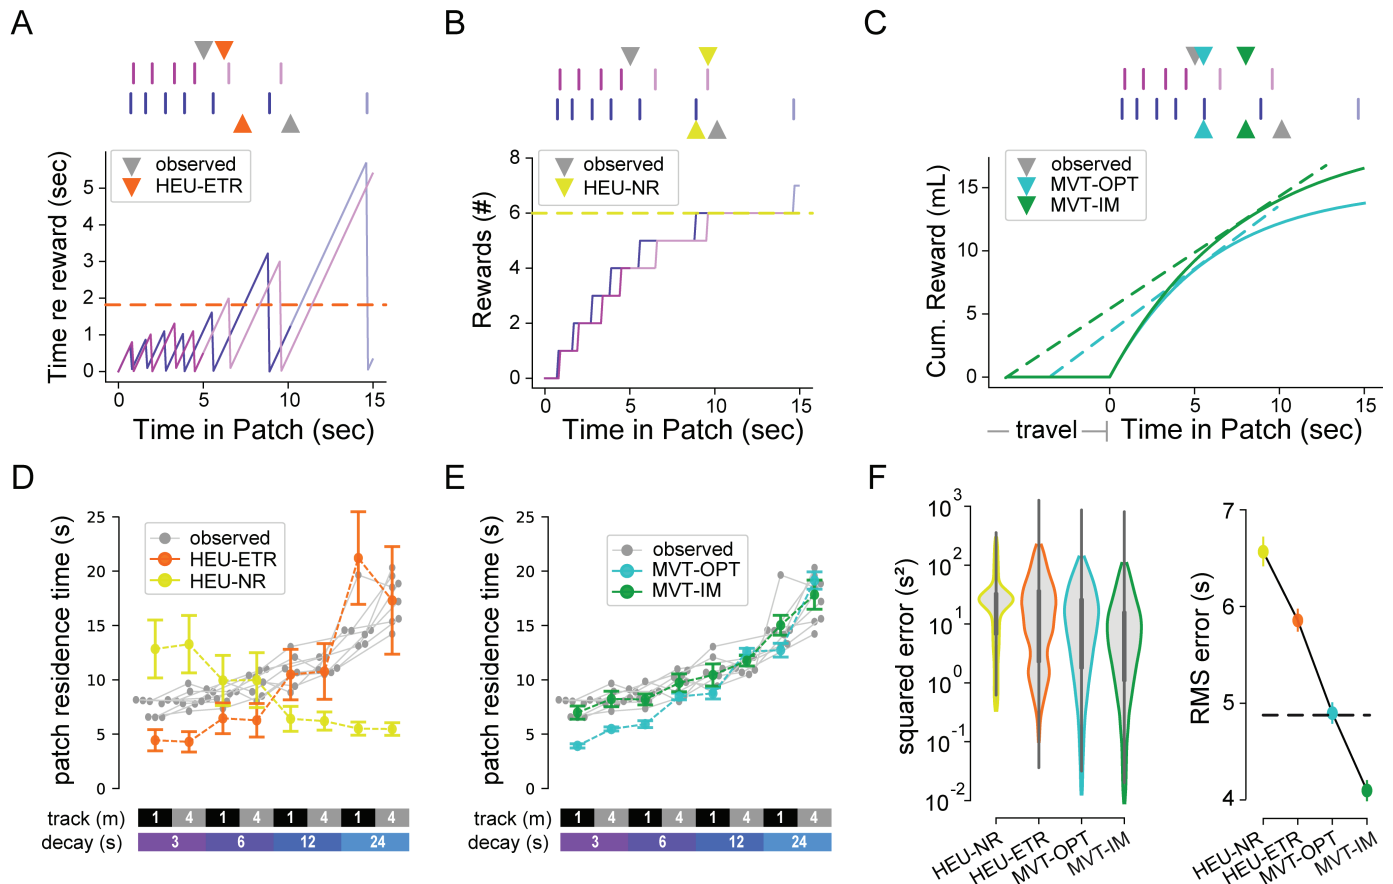 A
observed
HEU-ETR
Time re reward (sec)
5
4
3
2
1
0
0 5 10 15
Time in Patch (sec)
B
observed
HEU-NR
Rewards (#)
8
6
4
2
0
0 5 10 15
Time in Patch (sec)
C
observed
MVT-OPT
MVT-IM
Cum. Reward (mL)
15
10
5
0
0 5 10 15
travel
Time in Patch (sec)
D
observed
HEU-ETR
HEU-NR
patch residence time (s)
25
20
15
10
5
0
track (m) 1 4 1 4 1 4 1 4
decay (s) 3 6 12 24
E
observed
MVT-OPT
MVT-IM
patch residence time (s)
25
20
15
10
5
0
track (m) 1 4 1 4 1 4 1 4
decay (s) 3 6 12 24
F
squared error (s²)
10³
10²
10¹
10⁰
10⁻¹
10⁻²
HEU-NR
HEU-ETR
MVT-OPT
MVT-IM
RMS error (s)
7
6
5
4
HEU-NR
HEU-ETR
MVT-OPT
MVT-IM